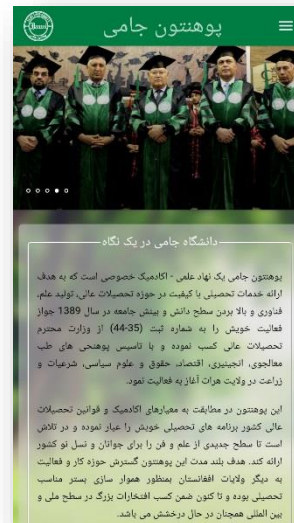 پوهنتون جامی
دانشگاه جامی در یک نگاه
پوهنتون جامی یک نهاد علمی - اکادمیک خصوصی است که به هدف
ارائه خدمات تحصیلی با کیفیت در حوزه تحصیلات عالی، تولید علم،
فناوری و بالا بردن سطح دانش و بینش جامعه در سال 1389 جواز
فعالیت خویش را به شماره ثبت (35-44) از وزارت محترم
تحصیلات عالی کسب نموده و با تاسیس پوهنحی های طب
معالجوی، انجینیری، اقتصاد، حقوق و علوم سیاسی، شرعیات و
زراعت در ولایت هرات آغاز به فعالیت نمود.
این پوهنتون در مطابقت به معیارهای اکادمیک و قوانین تحصیلات
عالی کشور برنامه های تحصیلی خویش را عیار نموده و در تلاش
است تا سطح جدیدی از علم و فن را برای جوانان و نسل نو کشور
ارائه کند. هدف بلند مدت این پوهنتون گسترش حوزه کار و فعالیت
به دیگر ولایات افغانستان بمنظور هموار سازی بستر مناسب
تحصیلی بوده و تا کنون ضمن کسب افتخارات بزرگ در سطح ملی و
بین المللی همچنان در حال درخشش می باشد.